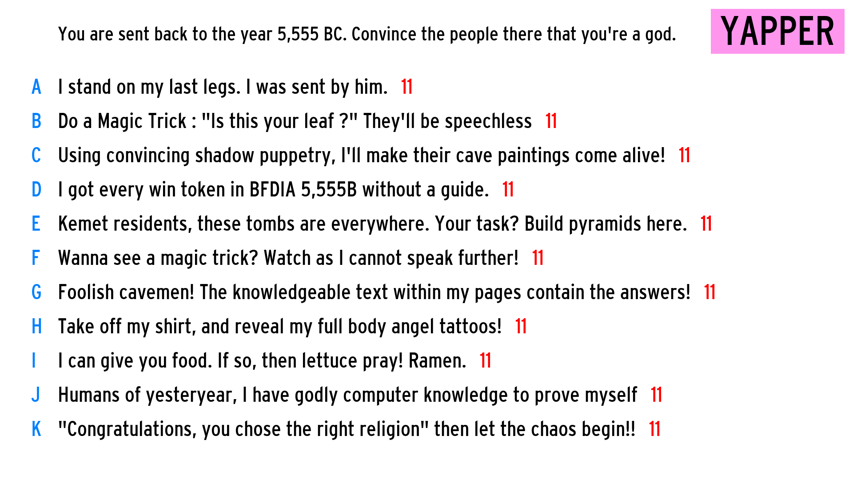 You are sent back to the year 5,555 BC. Convince the people there that you're a god.
YAPPER
A I stand on my last legs. I was sent by him. 11
B Do a Magic Trick : "Is this your leaf ?" They'll be speechless 11
C Using convincing shadow puppetry, I'll make their cave paintings come alive! 11
D I got every win token in BFDIA 5,555B without a guide. 11
E Kemet residents, these tombs are everywhere. Your task? Build pyramids here. 11
F Wanna see a magic trick? Watch as I cannot speak further! 11
G Foolish cavemen! The knowledgeable text within my pages contain the answers! 11
H Take off my shirt, and reveal my full body angel tattoos! 11
I I can give you food. If so, then lettuce pray! Ramen. 11
J Humans of yesteryear, I have godly computer knowledge to prove myself 11
K "Congratulations, you chose the right religion" then let the chaos begin!! 11